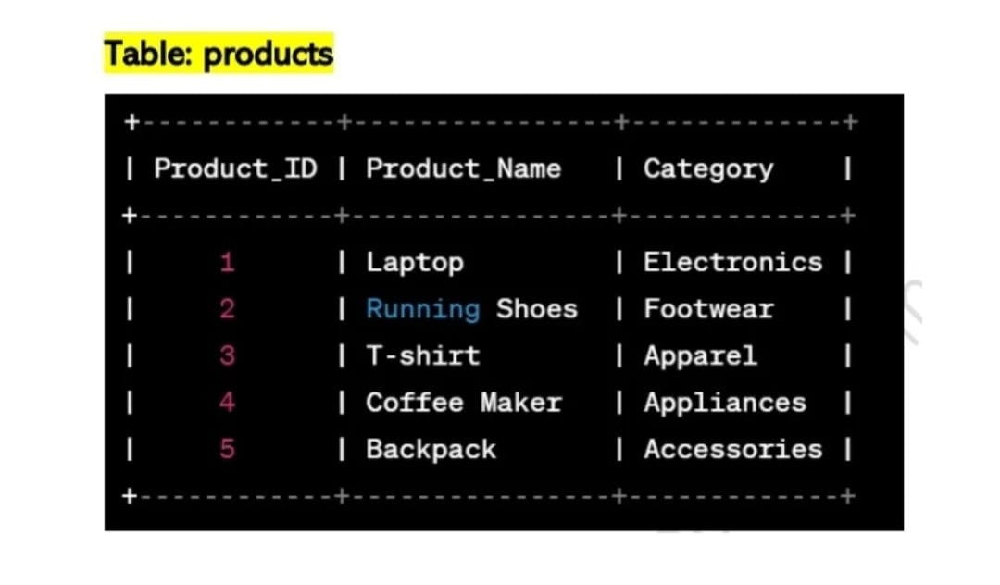 Table: products
+------------+----------------+-------------+
| Product_ID | Product_Name   | Category    |
+------------+----------------+-------------+
|      1     | Laptop         | Electronics |
|      2     | Running Shoes  | Footwear    |
|      3     | T-shirt        | Apparel     |
|      4     | Coffee Maker   | Appliances  |
|      5     | Backpack       | Accessories |
+------------+----------------+-------------+